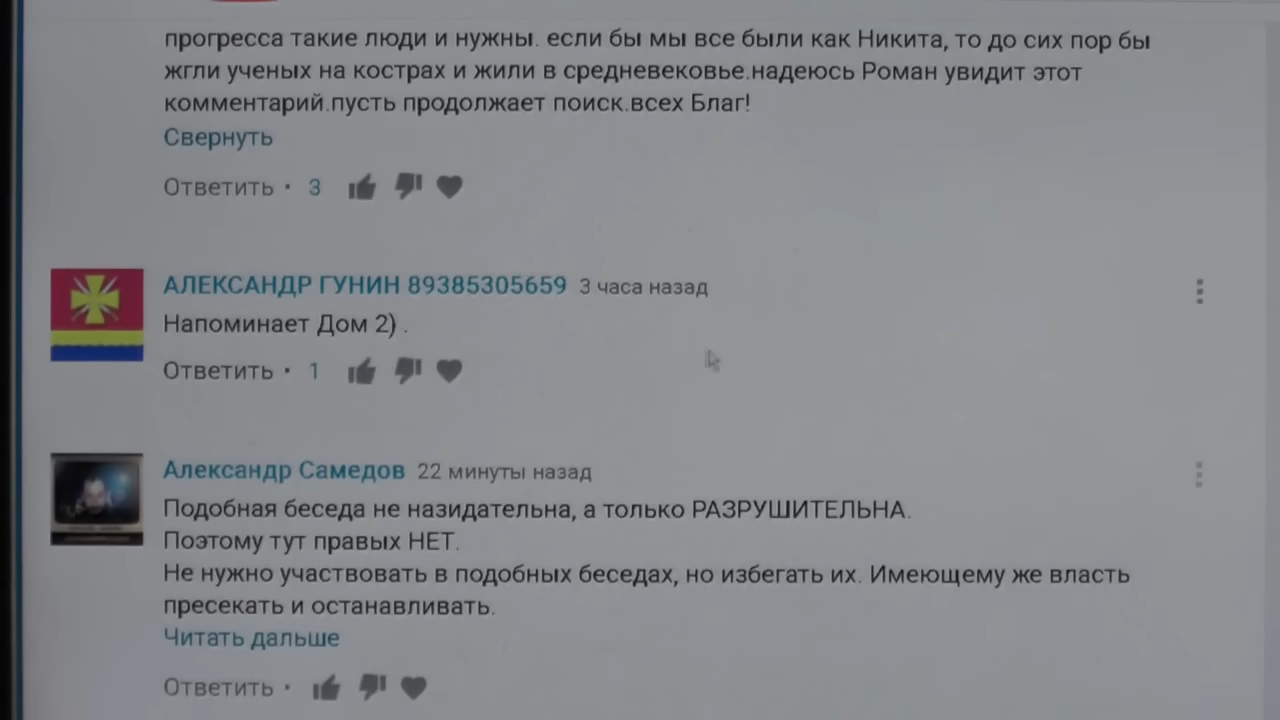 прогресса такие люди и нужны. если бы мы все были как Никита, то до сих пор бы
жгли ученых на кострах и жили в средневековье.надеюсь Роман увидит этот
комментарий.пусть продолжает поиск.всех Благ!
Свернуть
Ответить • 3
АЛЕКСАНДР ГУНИН 89385305659 3 часа назад
Напоминает Дом 2) .
Ответить • 1
Александр Самедов 22 минуты назад
Подобная беседа не назидательна, а только РАЗРУШИТЕЛЬНА.
Поэтому тут правых НЕТ.
Не нужно участвовать в подобных беседах, но избегать их. Имеющему же власть
пресекать и останавливать.
Читать дальше
Ответить •